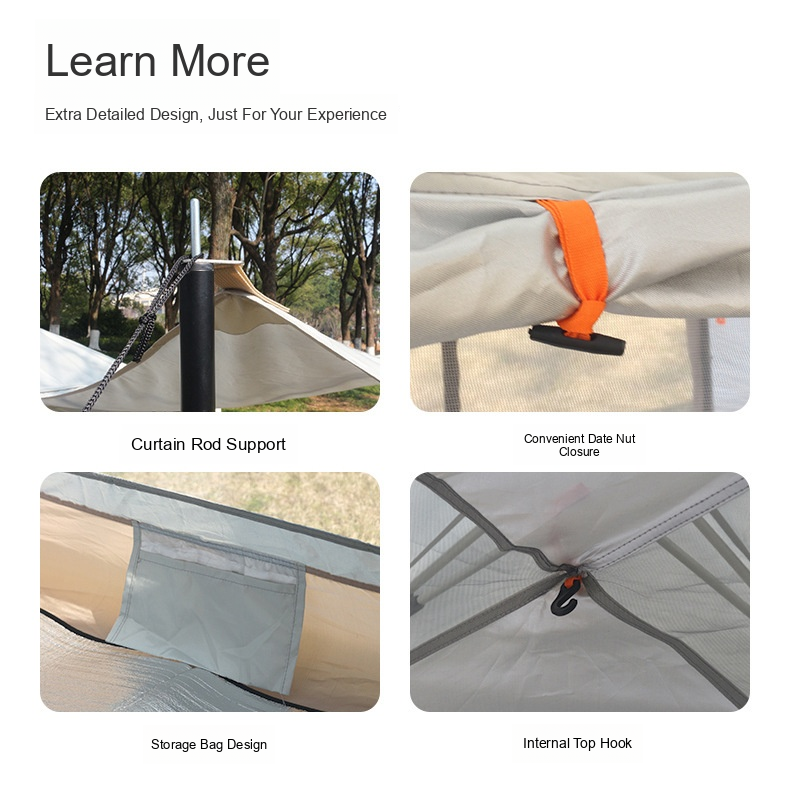 Learn More
Extra Detailed Design, Just For Your Experience
Curtain Rod Support
Convenient Date Nut
Closure
Storage Bag Design
Internal Top Hook